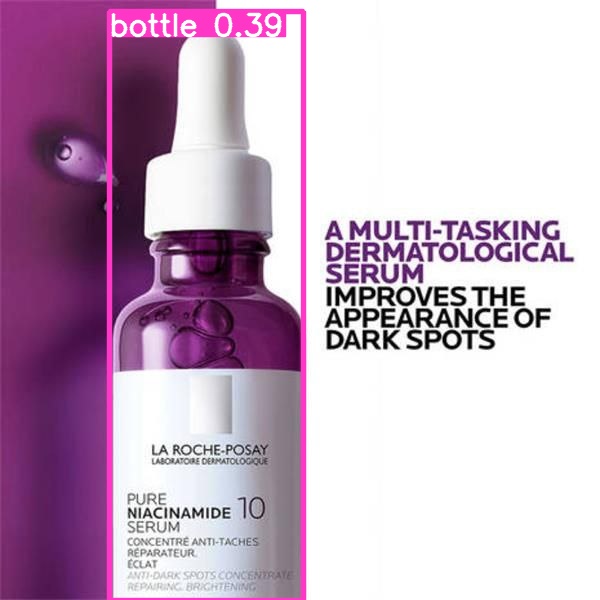 bottle 0.39
A MULTI-TASKING
DERMATOLOGICAL
SERUM
IMPROVES THE
APPEARANCE OF
DARK SPOTS
LA ROCHE-POSAY
LABORATOIRE DERMATOLOGIQUE
PURE
NIACINAMIDE 10
SERUM
CONCENTRÉ ANTI-TACHES
RÉPARATEUR.
ÉCLAT
ANTI-DARK SPOTS CONCENTRATE
REPAIRING. BRIGHTENING